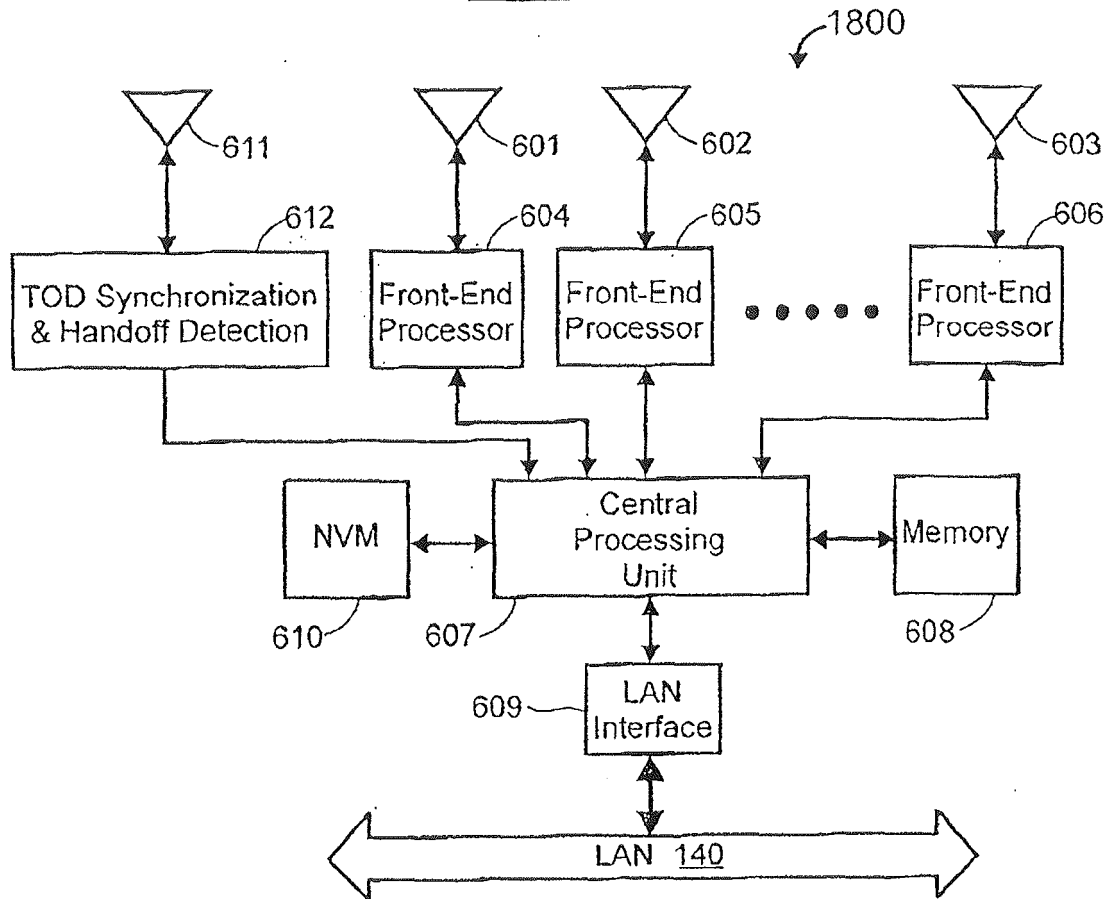 1800
611
601
602
603
612
604
605
606
TOD Synchronization
& Handoff Detection
Front-End
Processor
Front-End
Processor
Front-End
Processor
NVM
Central
Processing
Unit
Memory
610
607
608
609
LAN
Interface
LAN 140